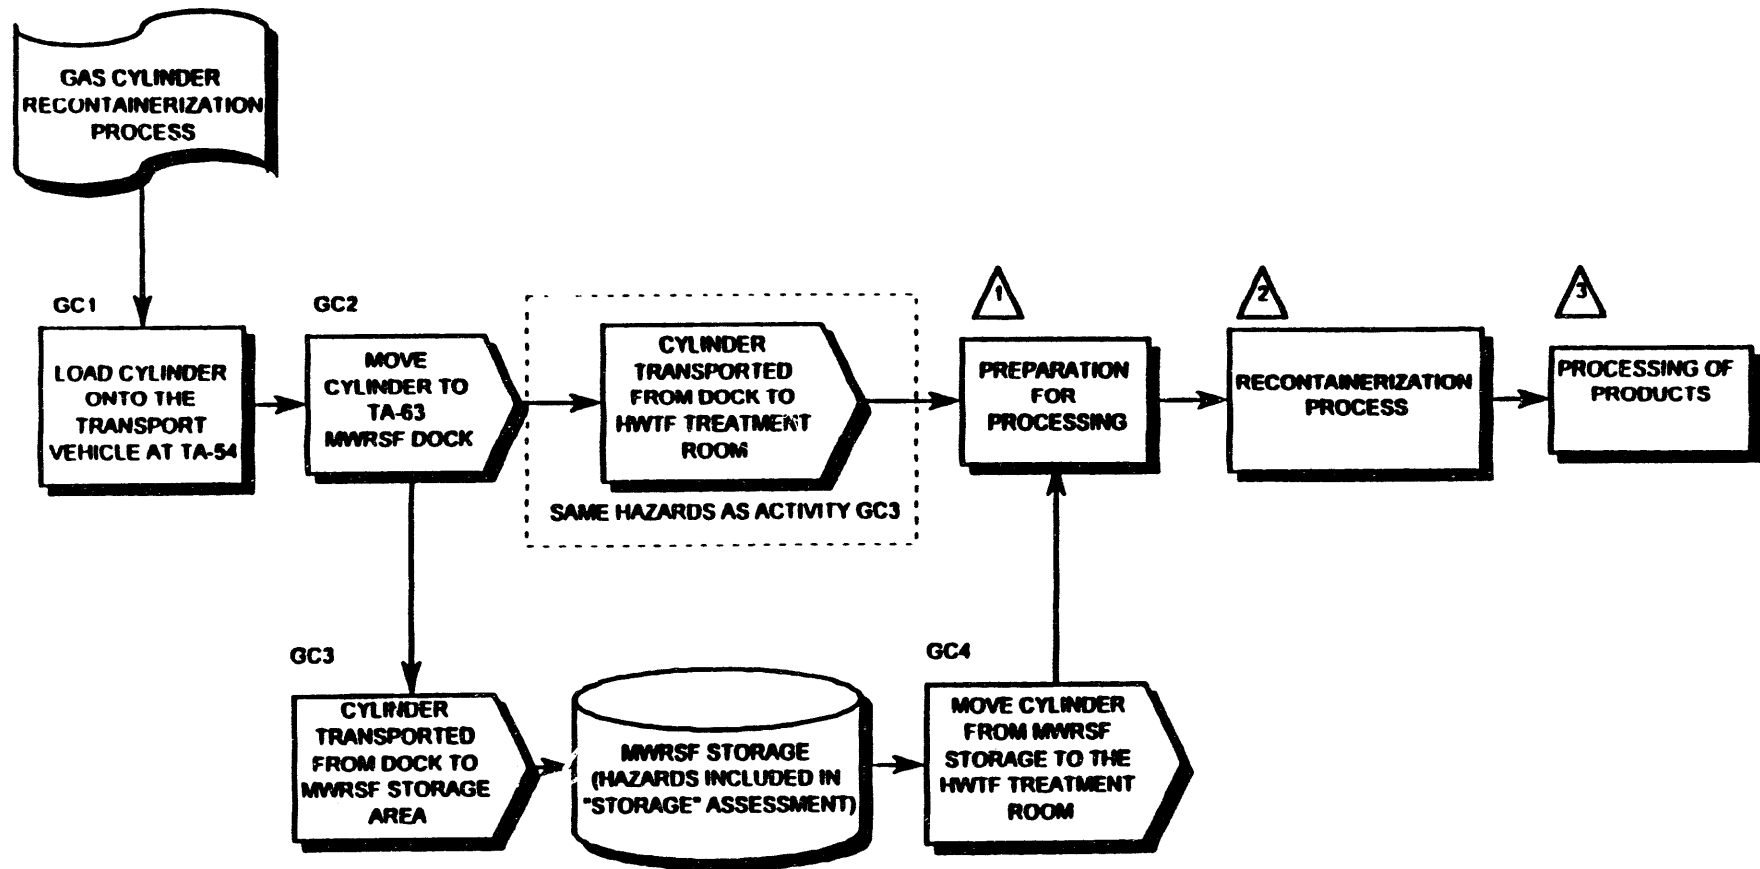 GAS CYLINDER
RECONTAINERIZATION
PROCESS
GC1
LOAD CYLINDER
ONTO THE
TRANSPORT
VEHICLE AT TA-54
GC2
MOVE
CYLINDER TO
TA-63
MWRSF DOCK
CYLINDER
TRANSPORTED
FROM DOCK TO
HWTF TREATMENT
ROOM
SAME HAZARDS AS ACTIVITY GC3
1
PREPARATION
FOR
PROCESSING
2
RECONTAINERIZATION
PROCESS
3
PROCESSING OF
PRODUCTS
GC3
CYLINDER
TRANSPORTED
FROM DOCK TO
MWRSF STORAGE
AREA
MWRSF STORAGE
(HAZARDS INCLUDED IN
"STORAGE" ASSESSMENT)
GC4
MOVE CYLINDER
FROM MWRSF
STORAGE TO THE
HWTF TREATMENT
ROOM